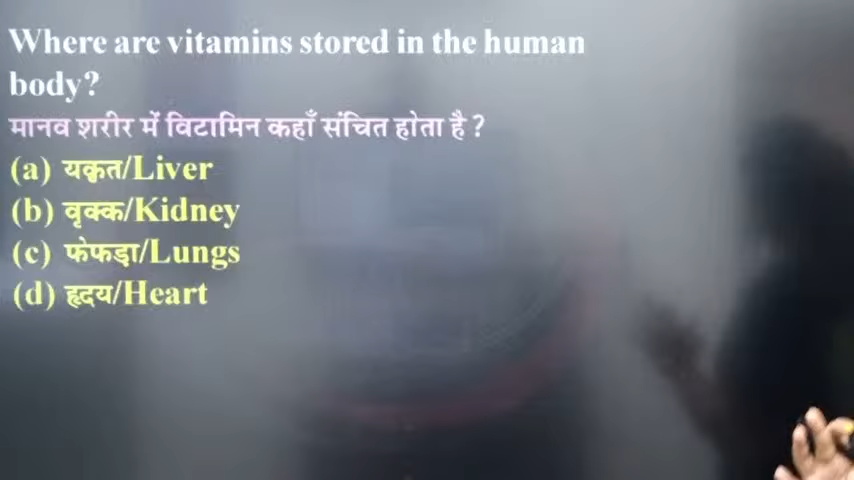 Where are vitamins stored in the human
body?
मानव शरीर में विटामिन कहाँ संचित होता है ?
(a) यकृत/Liver
(b) वृक्क/Kidney
(c) फेफड़ा/Lungs
(d) हृदय/Heart